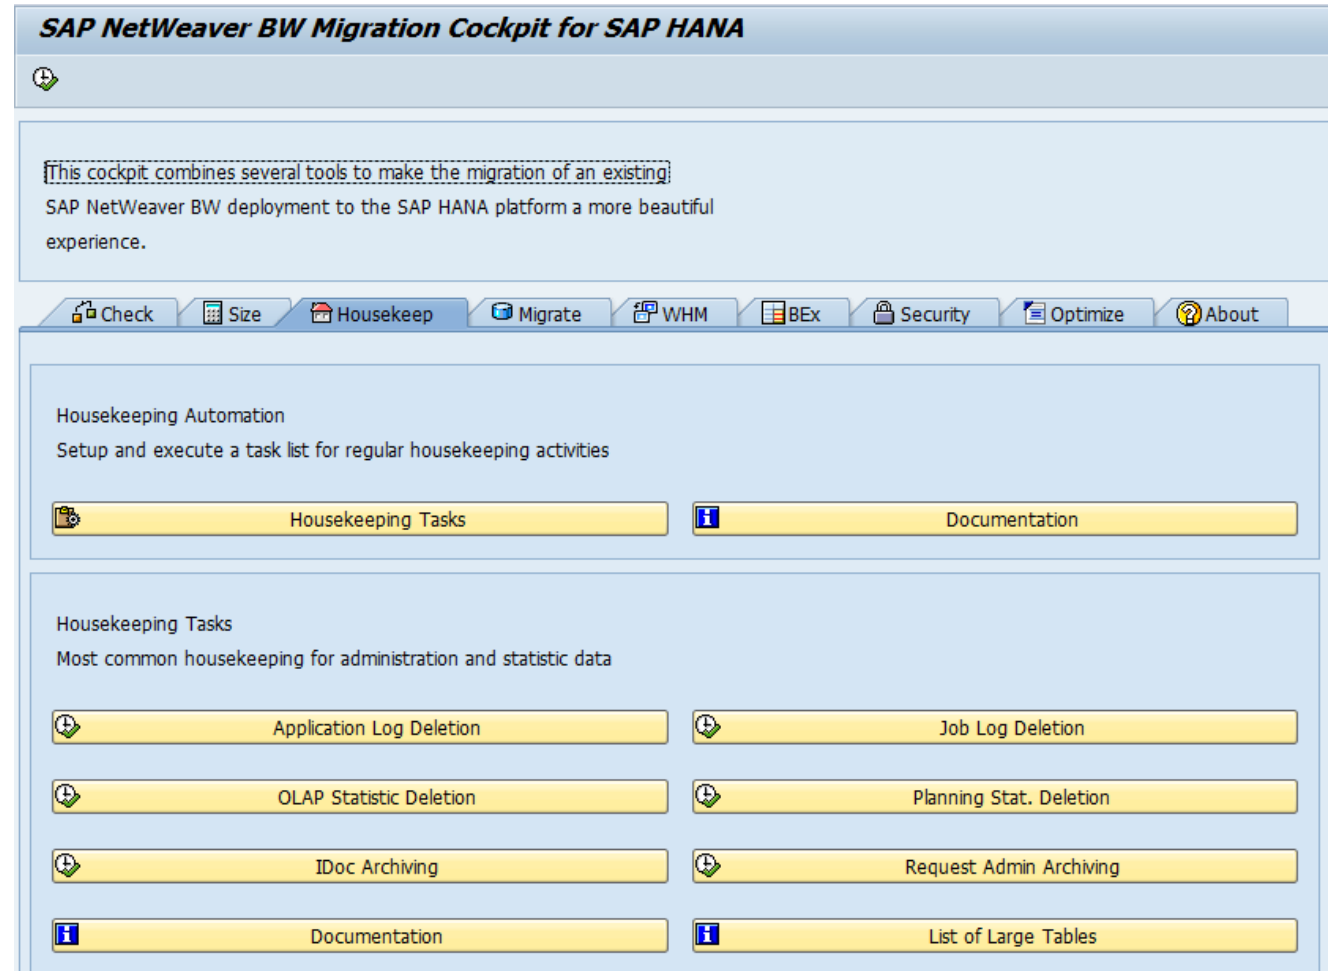 SAP NetWeaver BW Migration Cockpit for SAP HANA
This cockpit combines several tools to make the migration of an existing
SAP NetWeaver BW deployment to the SAP HANA platform a more beautiful
experience.
Check Size Housekeep Migrate WHM BEx Security Optimize About
Housekeeping Automation
Setup and execute a task list for regular housekeeping activities
Housekeeping Tasks Documentation
Housekeeping Tasks
Most common housekeeping for administration and statistic data
Application Log Deletion Job Log Deletion
OLAP Statistic Deletion Planning Stat. Deletion
IDoc Archiving Request Admin Archiving
Documentation List of Large Tables